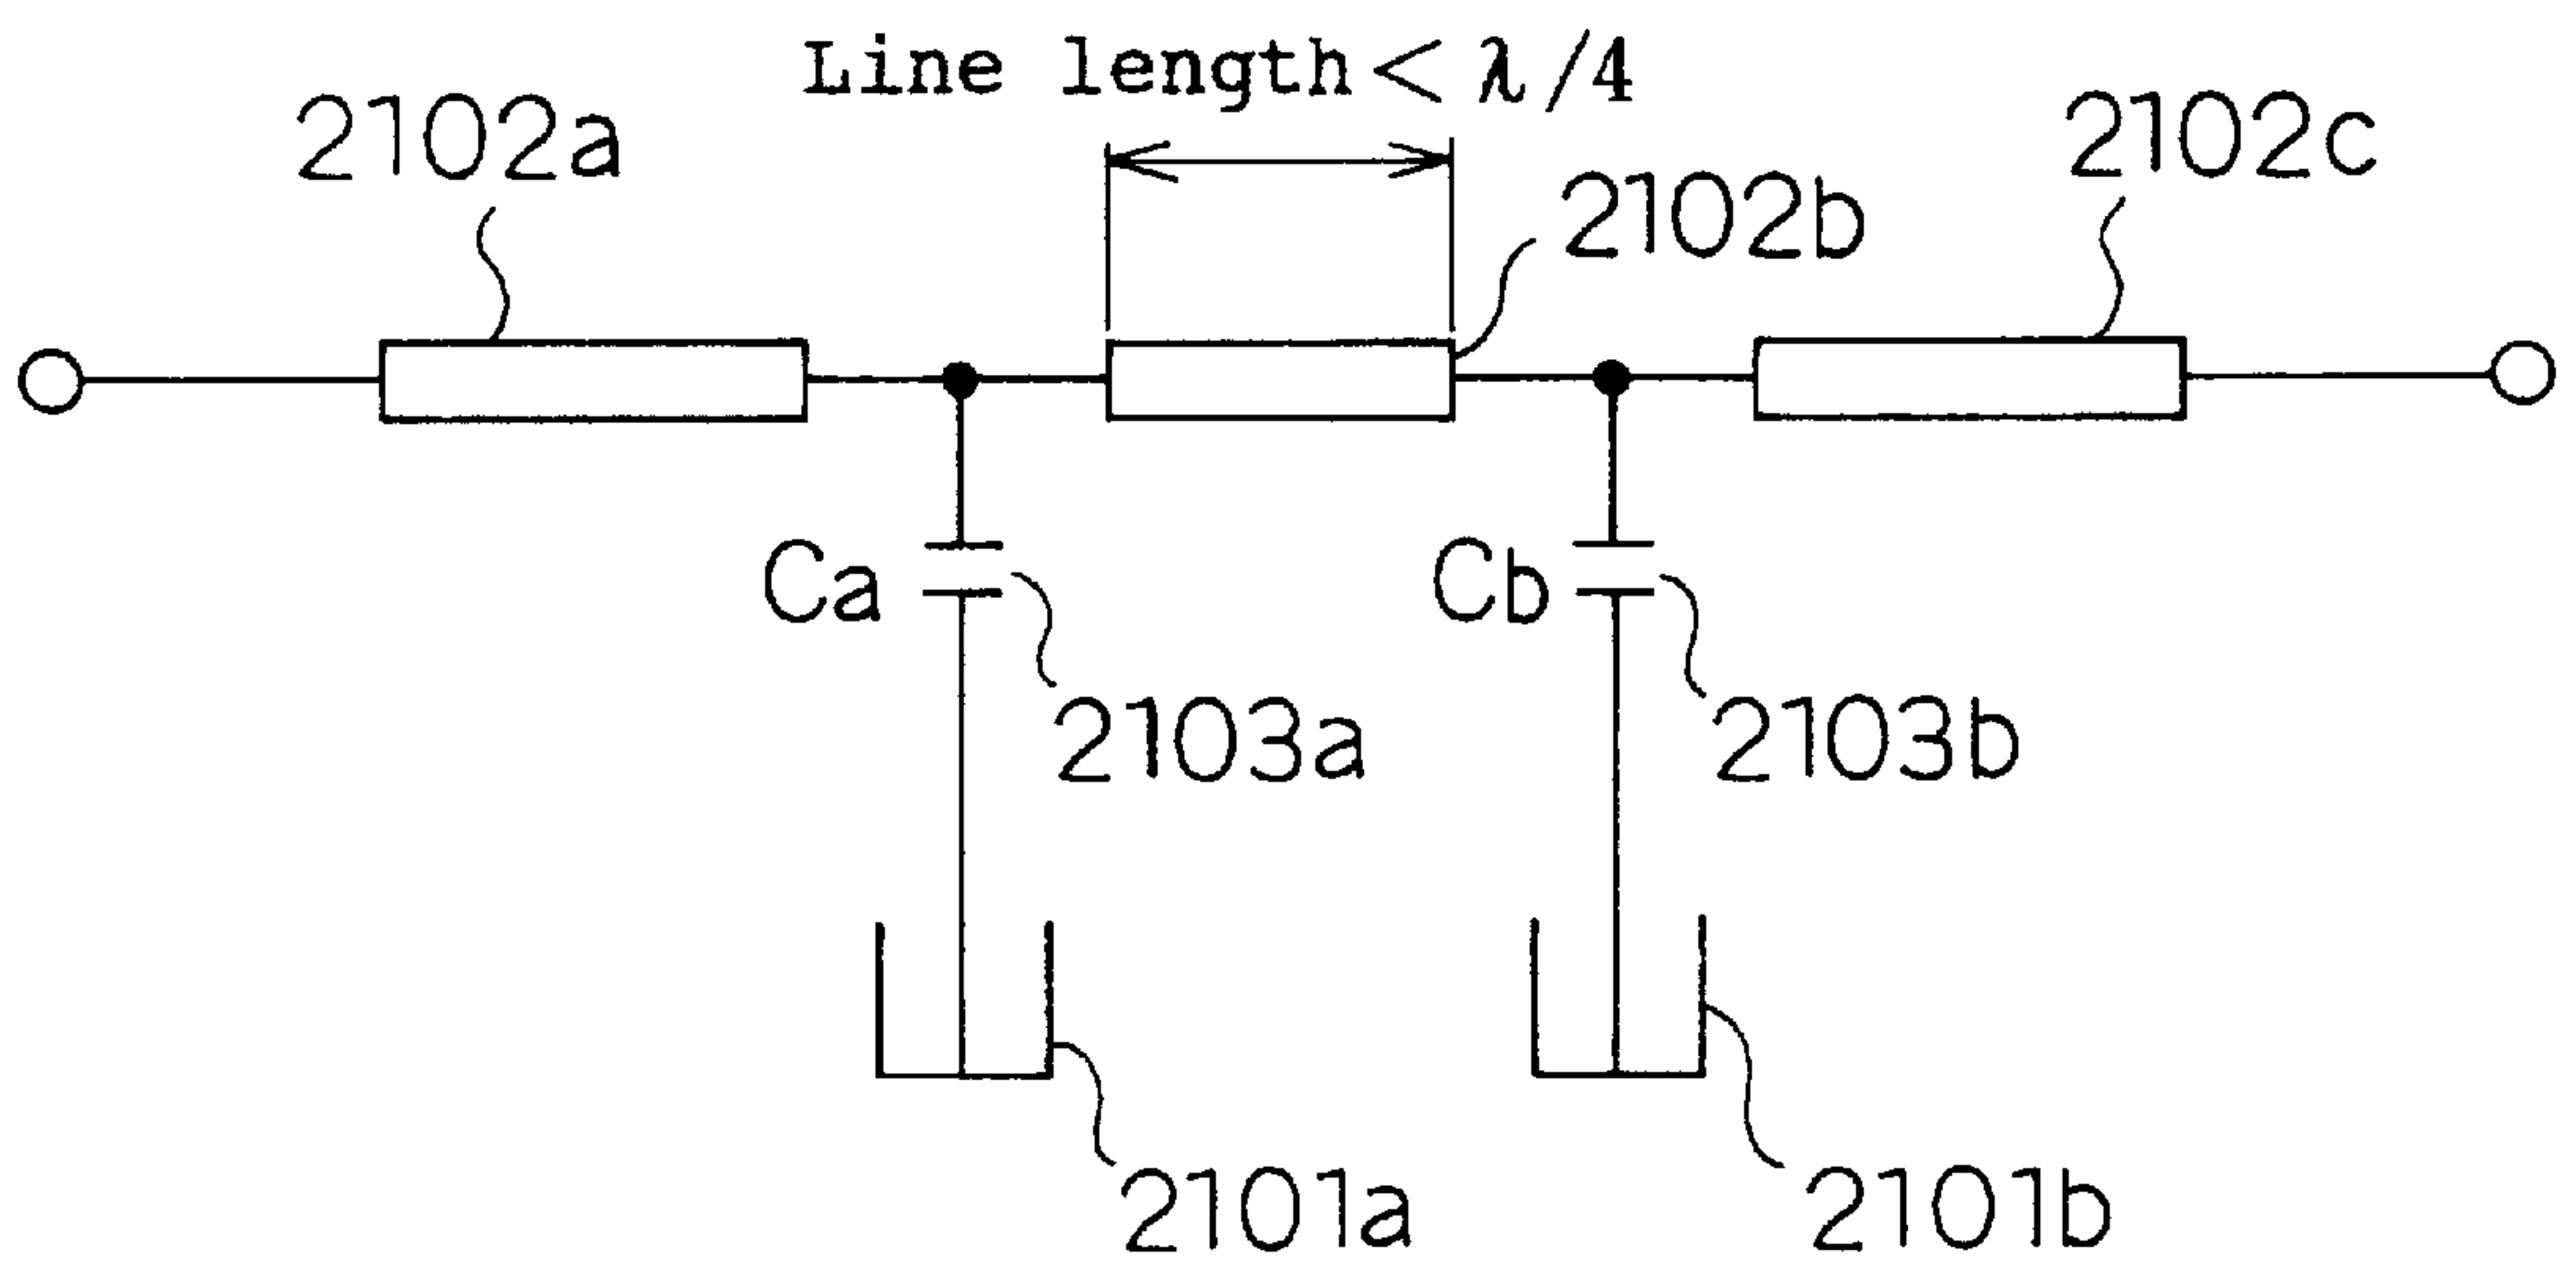 Line length < λ/4
2102a
2102c
2102b
Ca
Cb
2103a
2103b
2101a
2101b